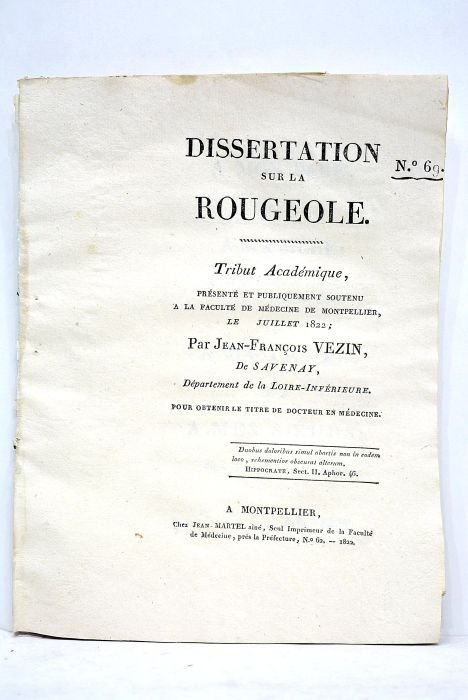 DISSERTATION
SUR LA
N.º 69.
ROUGEOLE.
Tribut Académique,
PRÉSENTÉ ET PUBLIQUEMENT SOUTENU
A LA FACULTÉ DE MÉDECINE DE MONTPELLIER,
LE JUILLET 1822;
Par JEAN-FRANÇOIS VEZIN,
De SAVENAY,
Département de la LOIRE-INFÉRIEURE.
POUR OBTENIR LE TITRE DE DOCTEUR EN MÉDECINE.
Duobus doloribus simul obortis non in eodem
loco, vehementior obscurat alterum.
HIPPOCRATE, Sect. II. Aphor. 46.
A MONTPELLIER,
Chez JEAN-MARTEL aîné, Seul Imprimeur de la Faculté
de Médecine, près la Préfecture, N.º 62. — 1822.